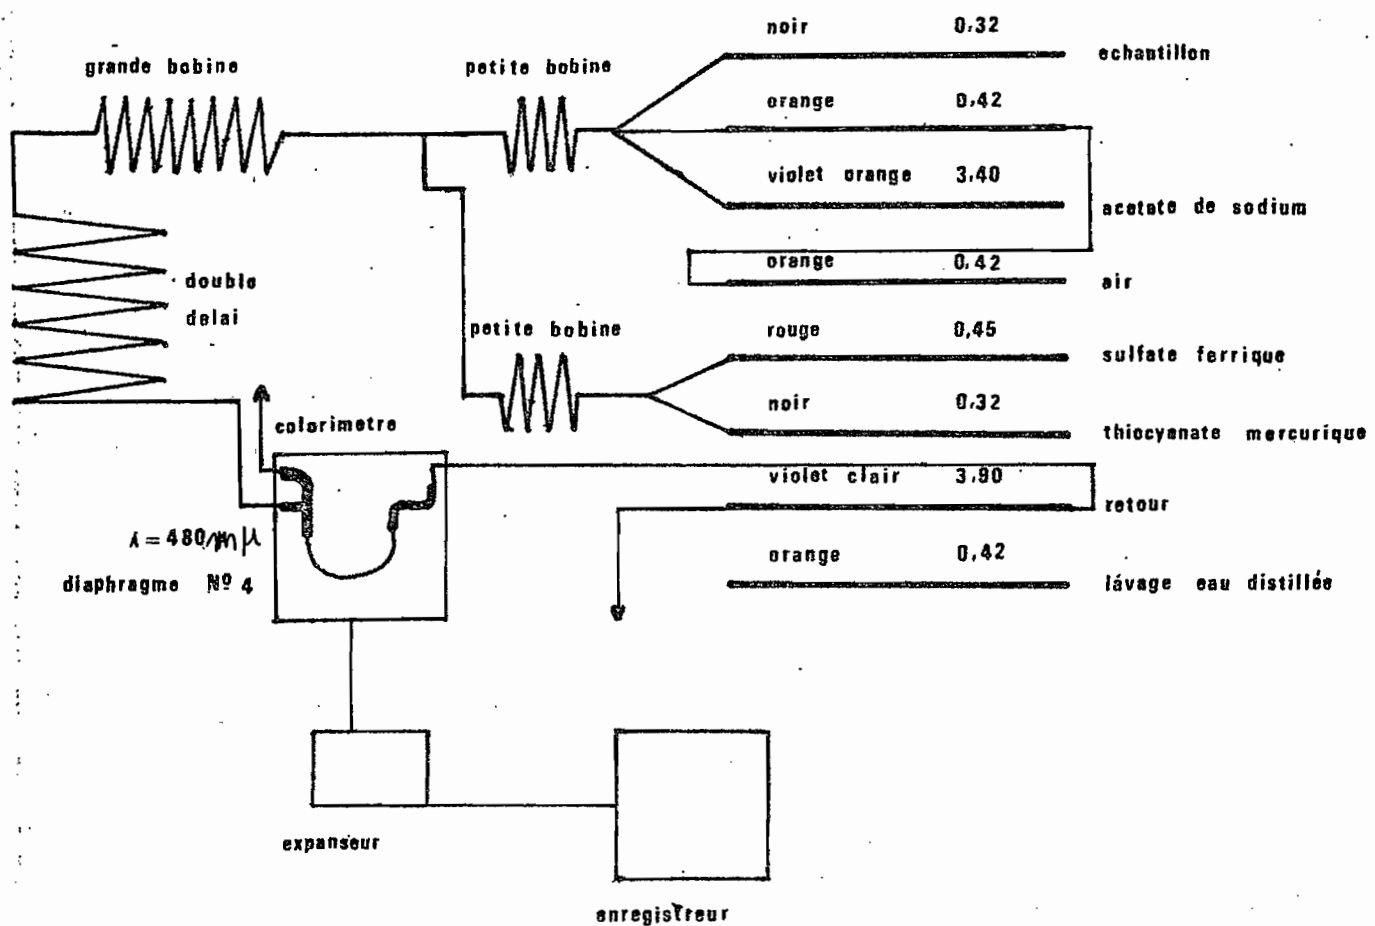 noir 0,32
echantillon
grande bobine
petite bobine
orange 0,42
violet orange 3,40
acetate de sodium
orange 0,42
air
double
delai
petite bobine
rouge 0,45
sulfate ferrique
noir 0,32
thiocyanate mercurique
colorimetre
violet clair 3,90
retour
λ = 480 mμ
diaphragme Nº 4
orange 0,42
lávage eau distillée
expanseur
enregistreur